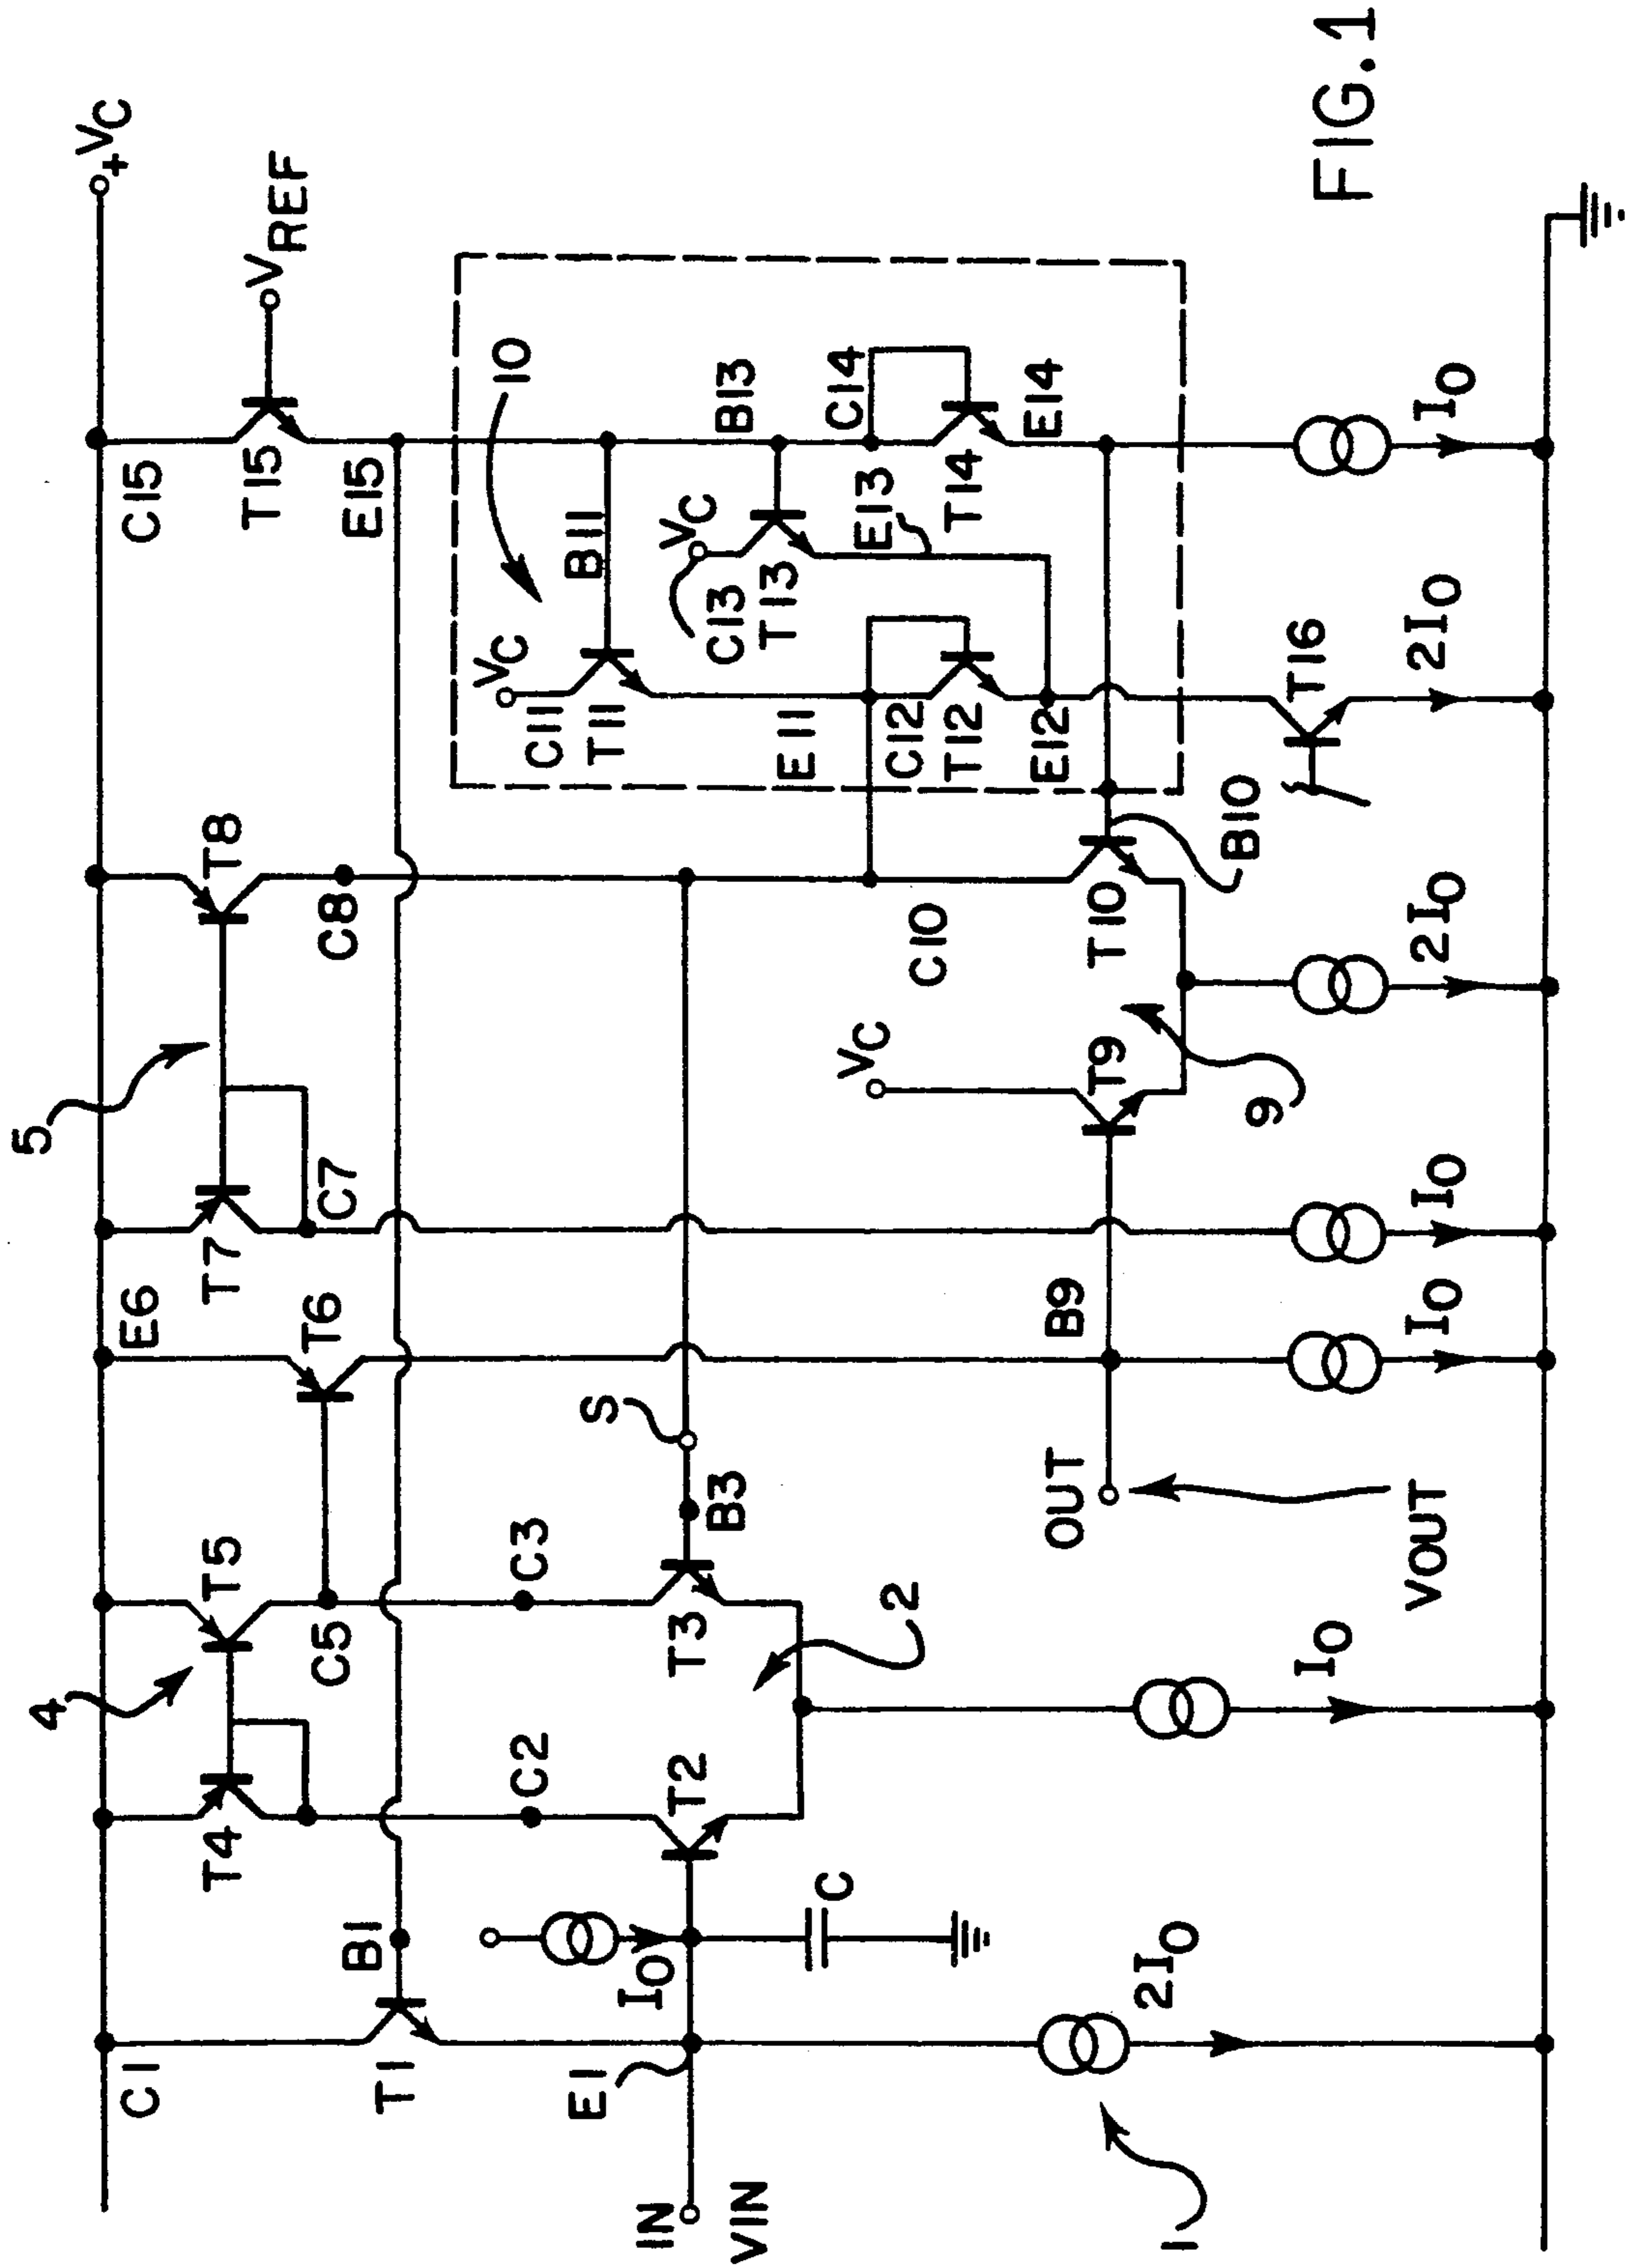 +VC
VREF
C15
T15
E15
T8
C8
5
T7
C7
E6
T6
T5
4
T4
C5
C3
C2
B1
C1
T1
E1
IN
VIN
I0
C
T2
T3
2
B3
S
10
B11
VC
C11
T11
E11
B13
VC
C13
T13
E13
C14
T14
E14
C12
T12
E12
C10
T10
B10
VC
T9
9
B9
OUT
VOUT
T16
1
2I0
I0
I0
I0
2I0
2I0
I0
FIG.1